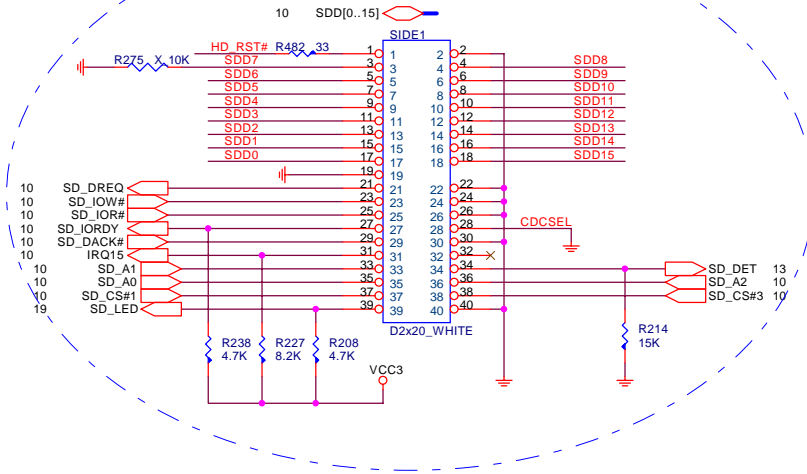 10 SDD[0..15]
SIDE1
HD_RST# R482 33 1 1 2 2
R275 X 10K SDD7 3 3 4 4 SDD8
SDD6 5 5 6 6 SDD9
SDD5 7 7 8 8 SDD10
SDD4 9 9 10 10 SDD11
SDD3 11 11 12 12 SDD12
SDD2 13 13 14 14 SDD13
SDD1 15 15 16 16 SDD14
SDD0 17 17 18 18 SDD15
19 19
10 SD_DREQ 21 21 22 22
10 SD_IOW# 23 23 24 24
10 SD_IOR# 25 25 26 26
10 SD_IORDY 27 27 28 28 CDCSEL
10 SD_DACK# 29 29 30 30
10 IRQ15 31 31 32 32
10 SD_A1 33 33 34 34 SD_DET 13
10 SD_A0 35 35 36 36 SD_A2 10
10 SD_CS#1 37 37 38 38 SD_CS#3 10
19 SD_LED 39 39 40 40
D2x20_WHITE
R238 R227 R208 R214
4.7K 8.2K 4.7K 15K
VCC3